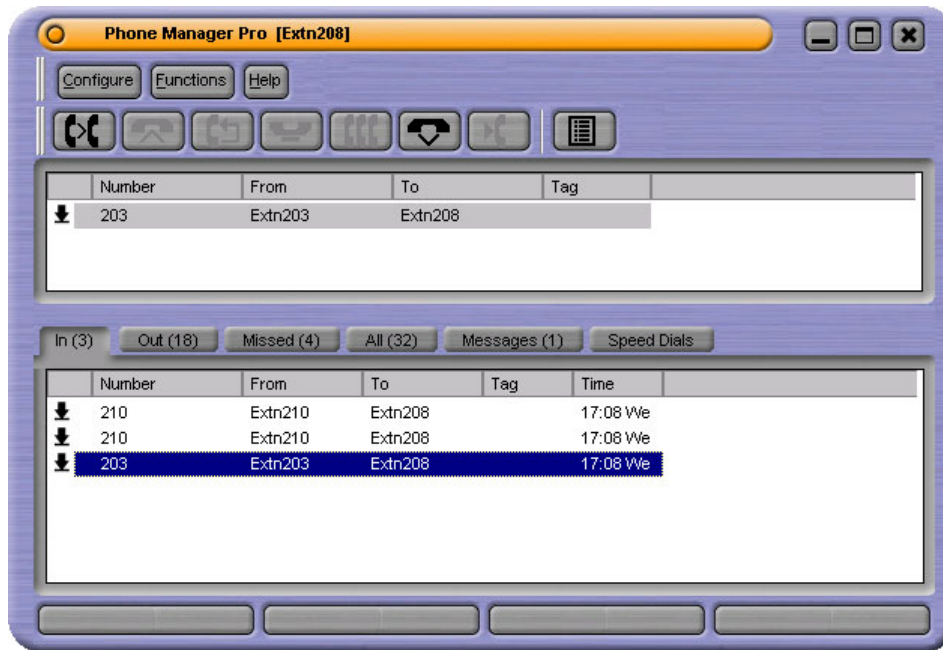 Phone Manager Pro [Extn208]
Configure Functions Help
Number From To Tag
203 Extn203 Extn208
In (3) Out (18) Missed (4) All (32) Messages (1) Speed Dials
Number From To Tag Time
210 Extn210 Extn208 17:08 We
210 Extn210 Extn208 17:08 We
203 Extn203 Extn208 17:08 We